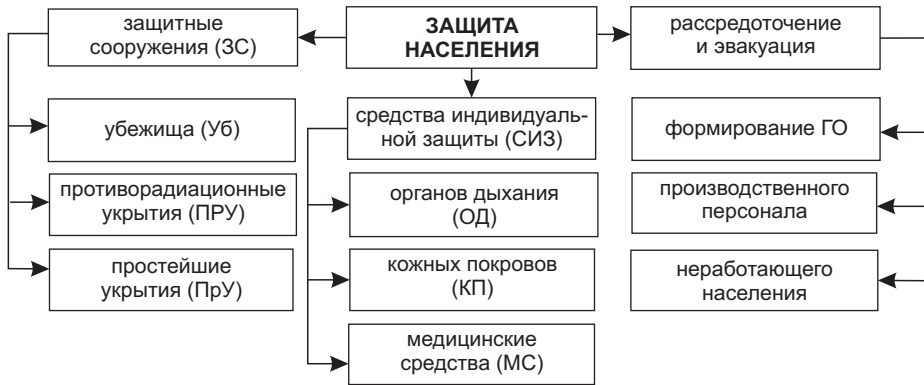 защитные
сооружения (ЗС)
ЗАЩИТА
НАСЕЛЕНИЯ
рассредоточение
и эвакуация
убежища (Уб)
средства индивидуаль-
ной защиты (СИЗ)
формирование ГО
противорадиационные
укрытия (ПРУ)
органов дыхания
(ОД)
производственного
персонала
простейшие
укрытия (ПрУ)
кожных покровов
(КП)
неработающего
населения
медицинские
средства (МС)